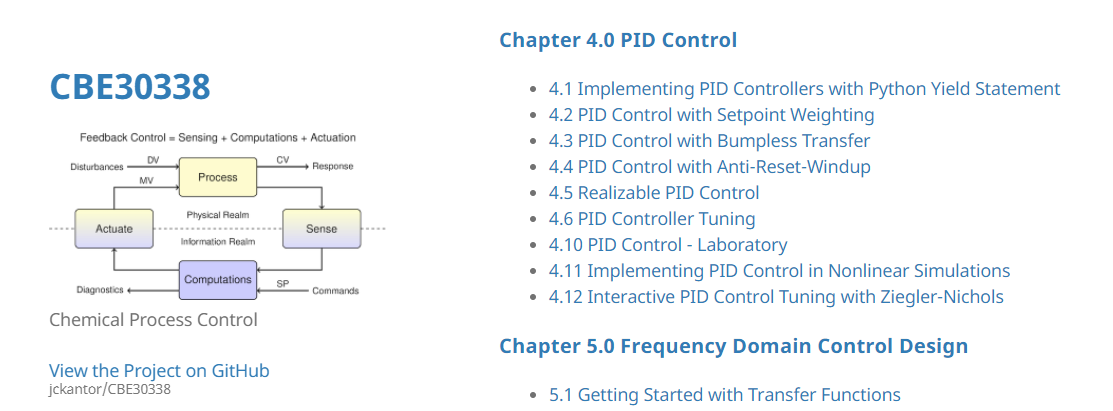 CBE30338
Feedback Control = Sensing + Computations + Actuation
Disturbances
DV
Process
CV
Response
MV
Actuate
Physical Realm
Information Realm
Sense
Computations
Diagnostics
SP
Commands
Chemical Process Control
View the Project on GitHub
jckantor/CBE30338
Chapter 4.0 PID Control
4.1 Implementing PID Controllers with Python Yield Statement
4.2 PID Control with Setpoint Weighting
4.3 PID Control with Bumpless Transfer
4.4 PID Control with Anti-Reset-Windup
4.5 Realizable PID Control
4.6 PID Controller Tuning
4.10 PID Control - Laboratory
4.11 Implementing PID Control in Nonlinear Simulations
4.12 Interactive PID Control Tuning with Ziegler-Nichols
Chapter 5.0 Frequency Domain Control Design
5.1 Getting Started with Transfer Functions